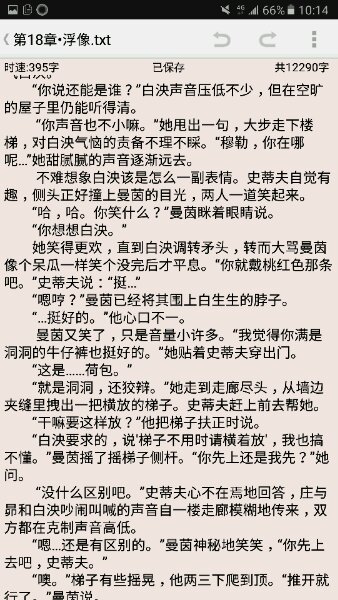 66% 10:14
第18章•浮像.txt
时速:395字 已保存 共12290字
“你说还能是谁？”白泱声音压低不少，但在空旷
的屋子里仍能听得清。
“你声音也不小嘛。”她甩出一句，大步走下楼
梯，对白泱气恼的责备不理不睬。“穆勒，你在哪
呢…”她甜腻腻的声音逐渐远去。
不难想象白泱该是怎么一副表情。史蒂夫自觉有
趣，侧头正好撞上曼茵的目光，两人一道笑起来。
“哈，哈。你笑什么？”曼茵眯着眼睛说。
“你想想白泱。”
她笑得更欢，直到白泱调转矛头，转而大骂曼茵
像个呆瓜一样笑个没完后才平息。“你就戴桃红色那条
吧。”史蒂夫说：“挺…”
“嗯哼？”曼茵已经将其围上白生生的脖子。
“…挺好的。”他心口不一。
曼茵又笑了，只是音量小许多。“我觉得你满是
洞洞的牛仔裤也挺好的。”她贴着史蒂夫穿出门。
“这是……荷包。”
“就是洞洞，还狡辩。”她走到走廊尽头，从墙边
夹缝里拽出一把横放的梯子。史蒂夫赶上前去帮她。
“干嘛要这样放？”他把梯子扶正时说。
“白泱要求的，说‘梯子不用时请横着放’，我也搞
不懂。”曼茵摇了摇梯子侧杆。“你先上还是我先？”她
问。
“没什么区别吧。”史蒂夫心不在焉地回答，庄与
昴和白泱吵闹叫喊的声音自一楼走廊模糊地传来，双
方都在克制声音高低。
“嗯…还是有区别的。”曼茵神秘地笑笑，“你先上
去吧，史蒂夫。”
“噢。”梯子有些摇晃，他两三下爬到顶。“推开就
行了。”曼茵说。